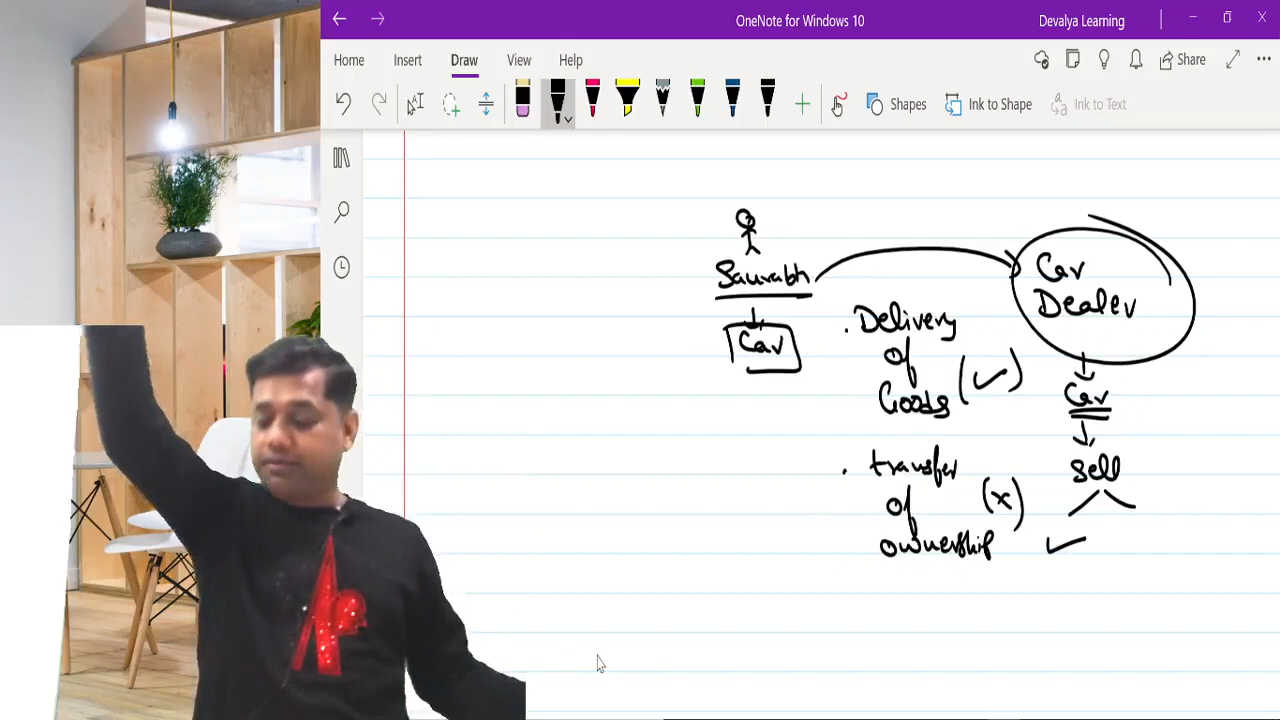 OneNote for Windows 10
Devalya Learning
Home
Insert
Draw
View
Help
Share
Shapes
Ink to Shape
Ink to Text
Saurabh
Car
Car
Dealer
. Delivery
of
Goods (✓)
Car
Sell
. transfer
of (x)
ownership ✓